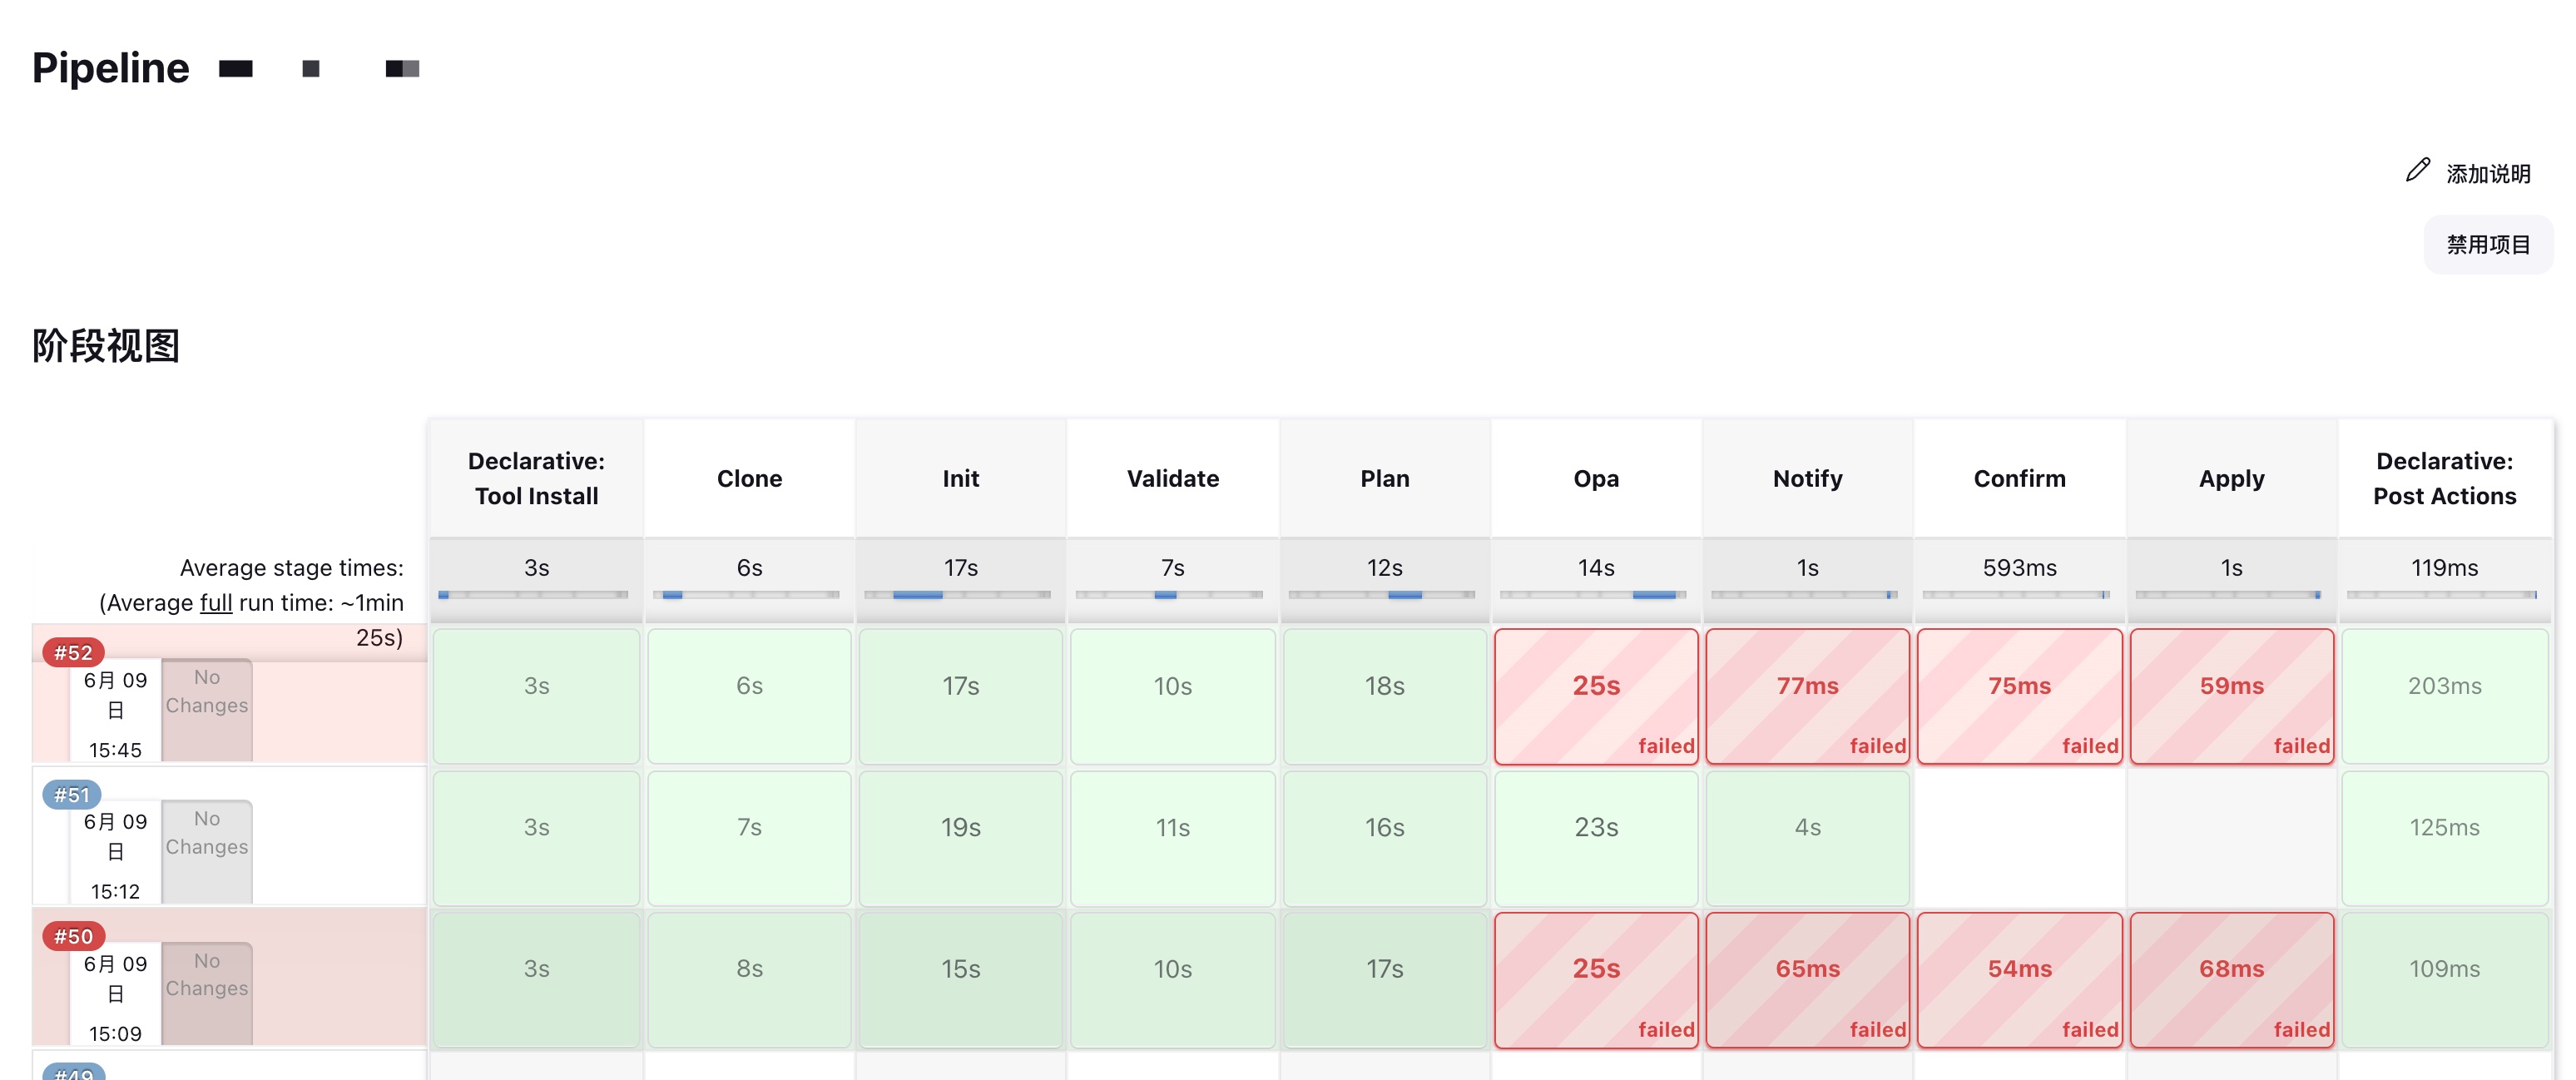 Pipeline
添加说明
禁用项目
阶段视图
Declarative:
Tool Install
Clone
Init
Validate
Plan
Opa
Notify
Confirm
Apply
Declarative:
Post Actions
Average stage times:
(Average full run time: ~1min
25s)
3s
6s
17s
7s
12s
14s
1s
593ms
1s
119ms
#52
6月 09
日
15:45
No
Changes
3s
6s
17s
10s
18s
25s
failed
77ms
failed
75ms
failed
59ms
failed
203ms
#51
6月 09
日
15:12
No
Changes
3s
7s
19s
11s
16s
23s
4s
125ms
#50
6月 09
日
15:09
No
Changes
3s
8s
15s
10s
17s
25s
failed
65ms
failed
54ms
failed
68ms
failed
109ms
#49